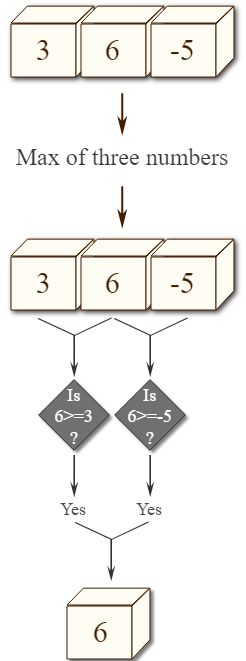 3 6 -5
Max of three numbers
3 6 -5
Is
6>=3
?
Is
6>=-5
?
Yes Yes
6